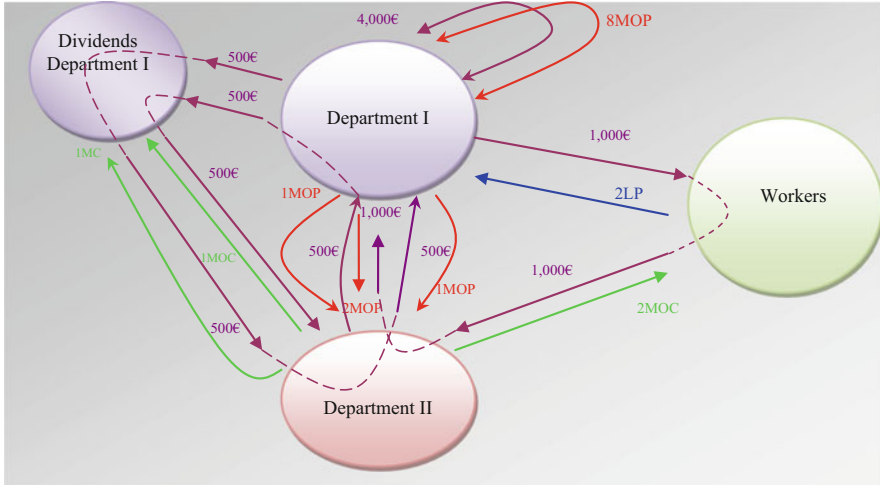 4,000€
8MOP
Dividends
Department I
500€
500€
Department I
1,000€
1MC
500€
1MOP
2LP
Workers
1,000€
1MOC
500€
500€
1,000€
2MOP
1MOP
2MOC
500€
Department II